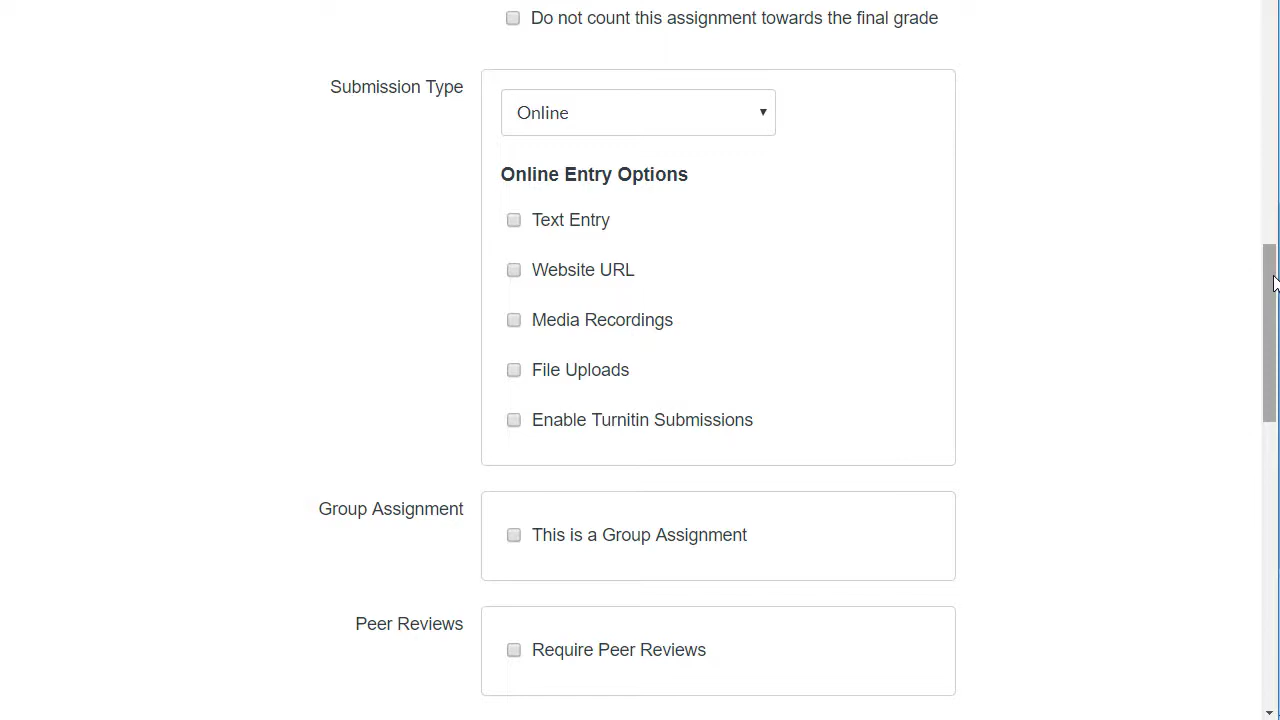 Do not count this assignment towards the final grade
Submission Type
Online
Online Entry Options
Text Entry
Website URL
Media Recordings
File Uploads
Enable Turnitin Submissions
Group Assignment
This is a Group Assignment
Peer Reviews
Require Peer Reviews